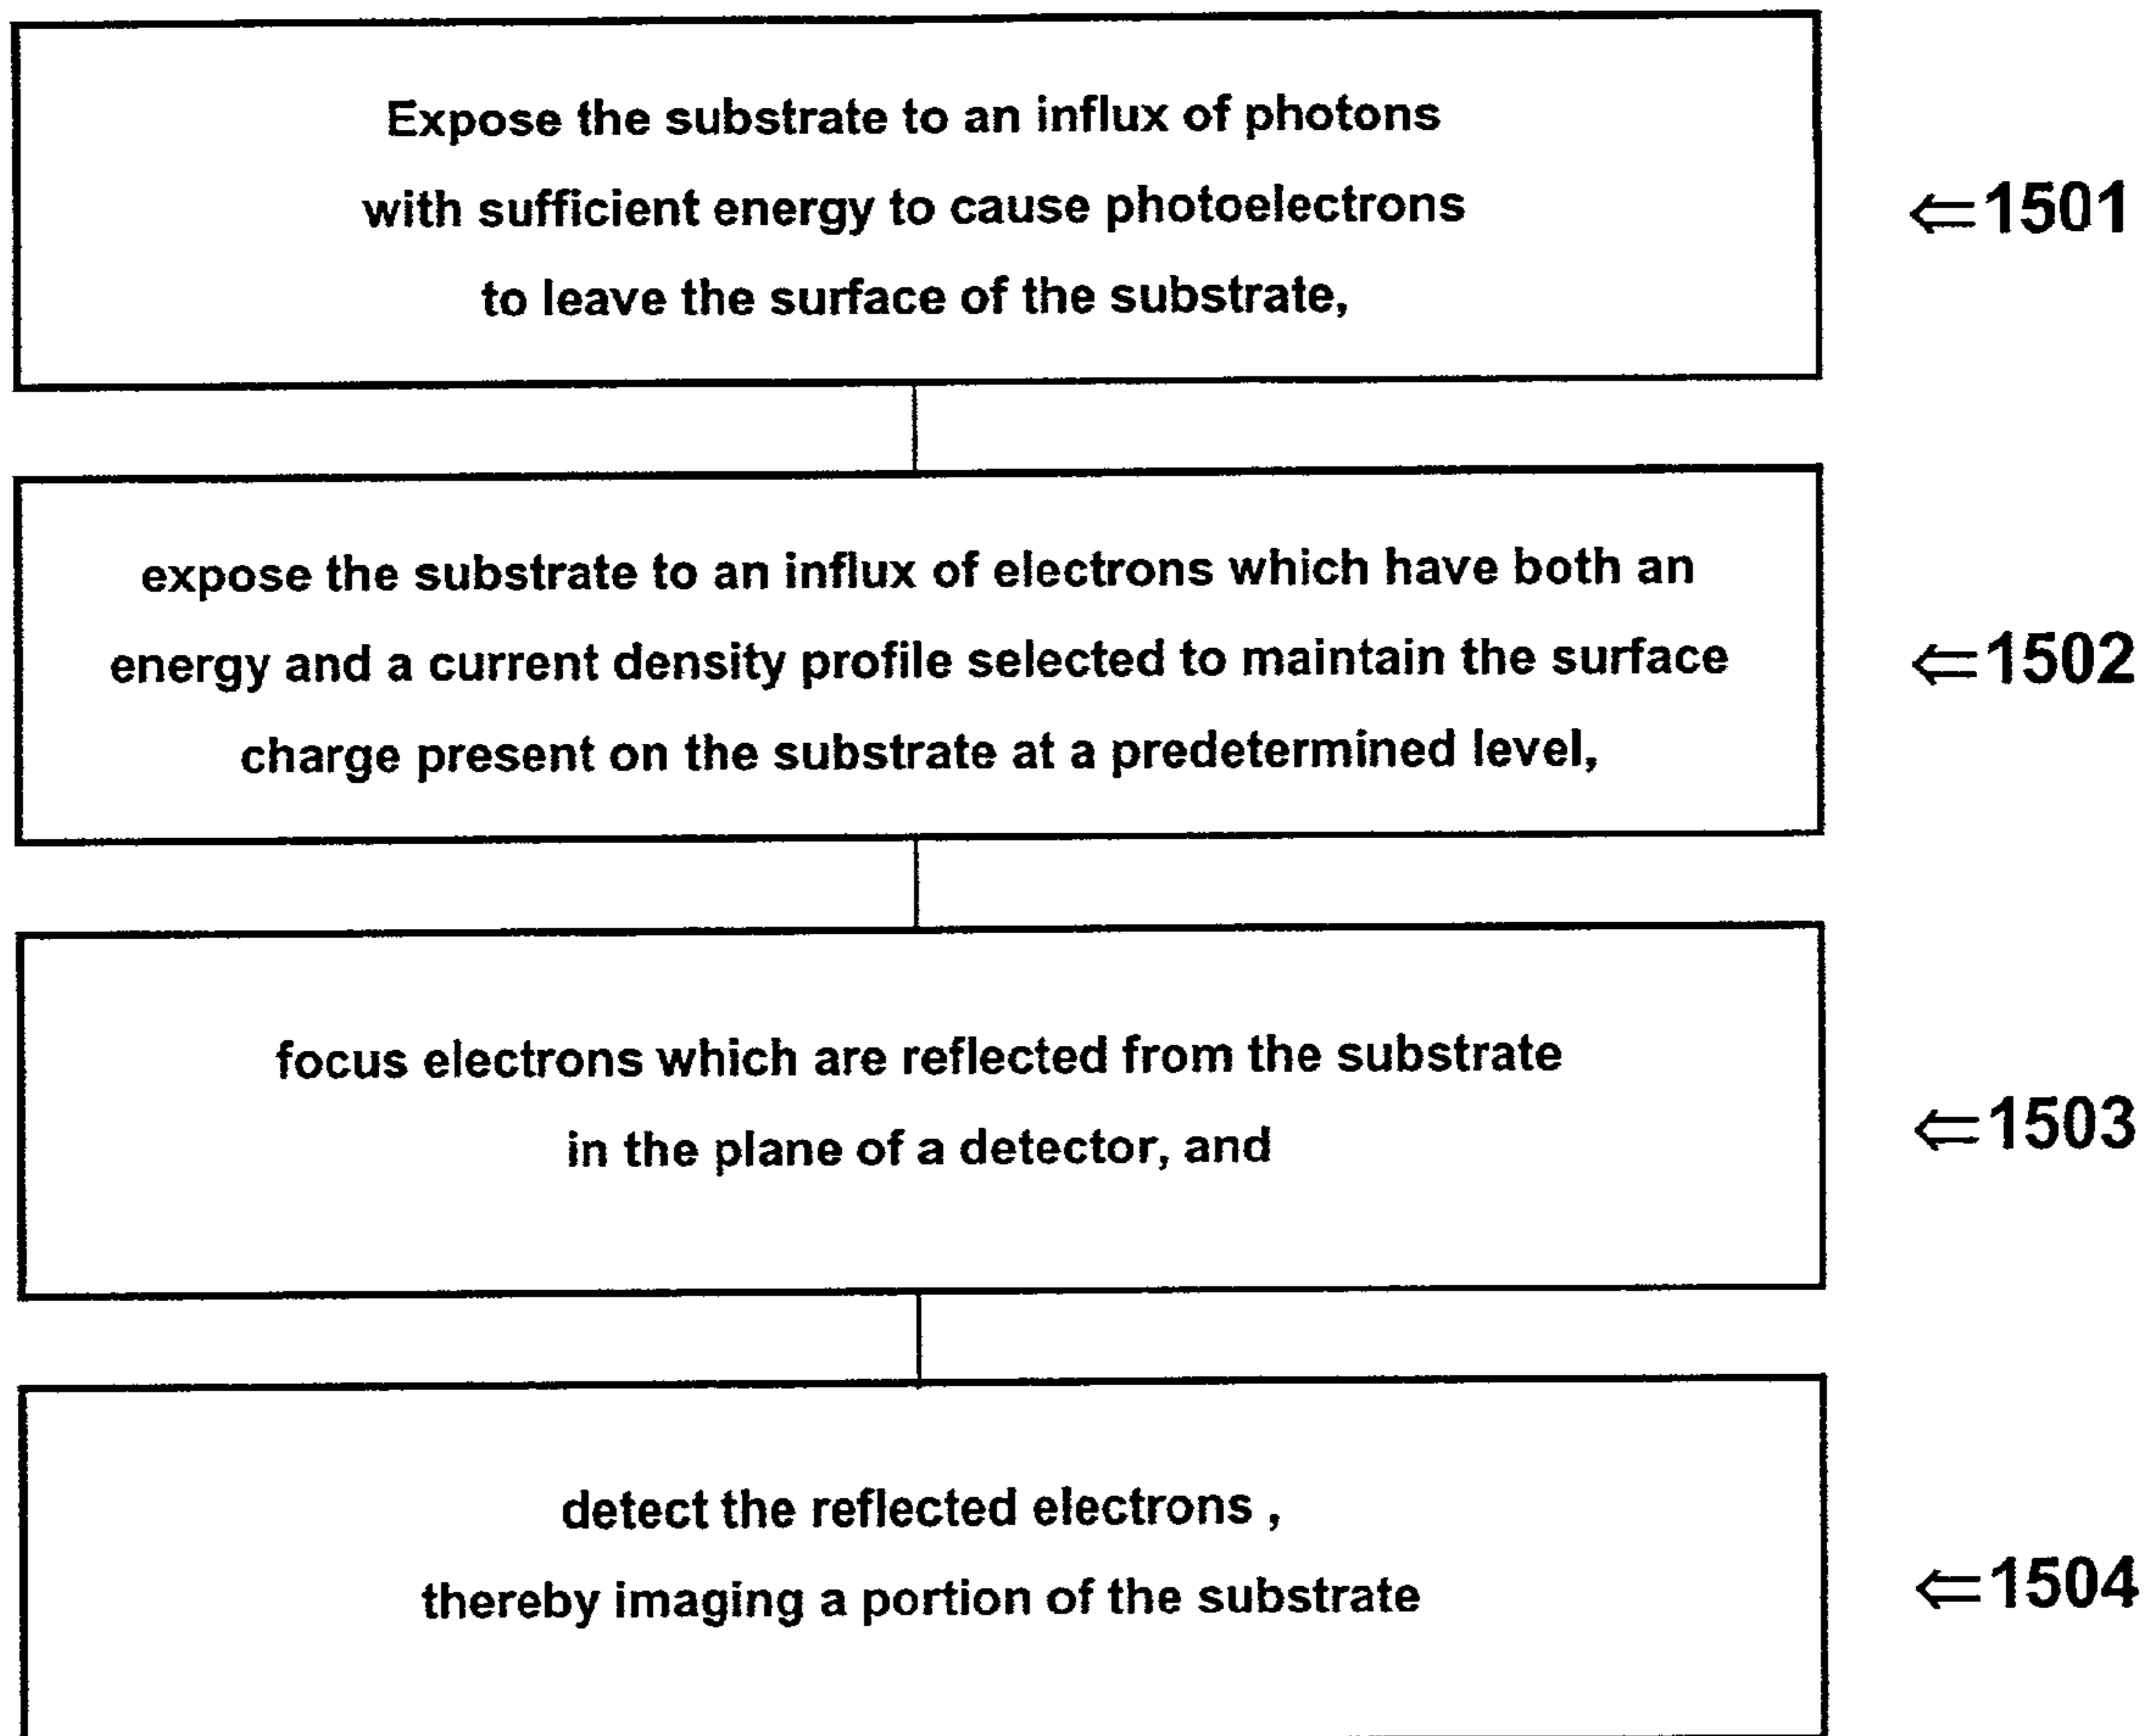 Expose the substrate to an influx of photons
with sufficient energy to cause photoelectrons
to leave the surface of the substrate,
⇐1501
expose the substrate to an influx of electrons which have both an
energy and a current density profile selected to maintain the surface
charge present on the substrate at a predetermined level,
⇐1502
focus electrons which are reflected from the substrate
in the plane of a detector, and
⇐1503
detect the reflected electrons ,
thereby imaging a portion of the substrate
⇐1504